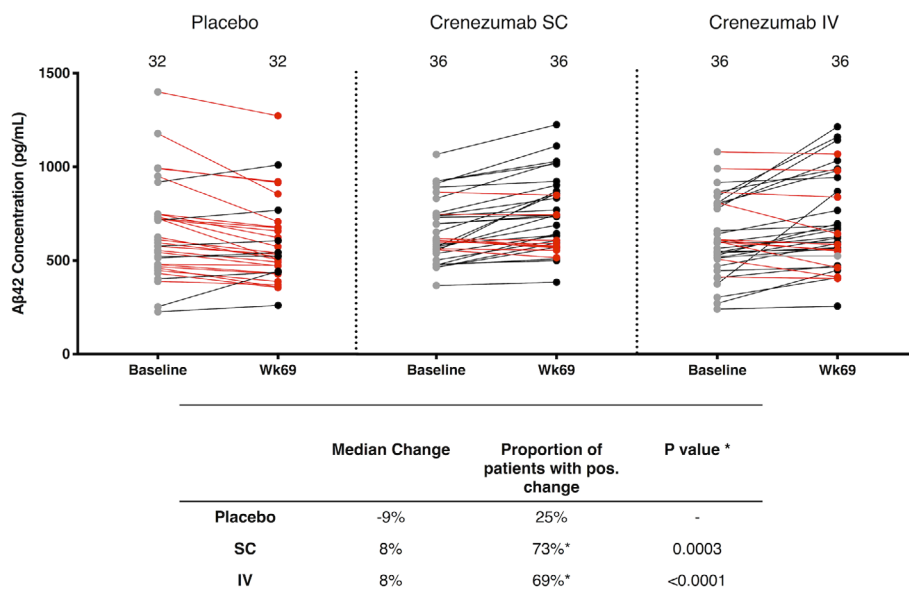 Placebo Crenezumab SC Crenezumab IV
32 32 36 36 36 36
1500
1000
500
0
Aβ42 Concentration (pg/mL)
Baseline Wk69 Baseline Wk69 Baseline Wk69
Median Change Proportion of P value *
patients with pos.
change
Placebo -9% 25% -
SC 8% 73%* 0.0003
IV 8% 69%* <0.0001